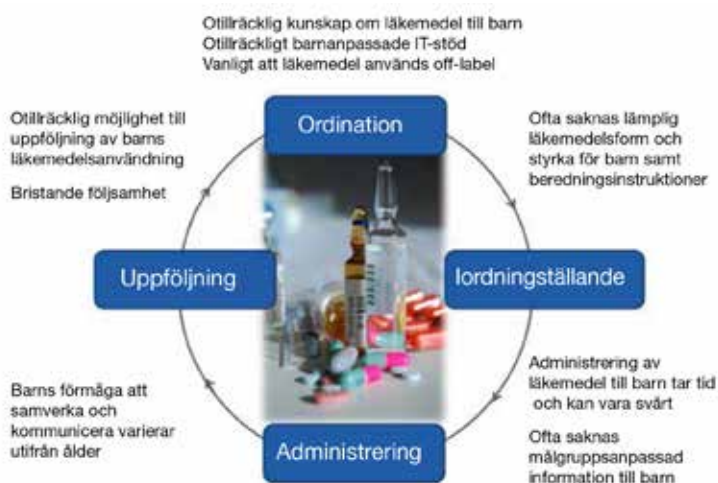 Otillräcklig kunskap om läkemedel till barn
Otillräckligt barnanpassade IT-stöd
Vanligt att läkemedel används off-label
Ordination
Ofta saknas lämplig
läkemedelsform och
styrka för barn samt
beredningsinstruktioner
Iordningställande
Administrering av
läkemedel till barn tar tid
och kan vara svårt
Ofta saknas
målgruppsanpassad
information till barn
Administrering
Barns förmåga att
samverka och
kommunicera varierar
utifrån ålder
Uppföljning
Otillräcklig möjlighet till
uppföljning av barns
läkemedelsanvändning
Bristande följsamhet